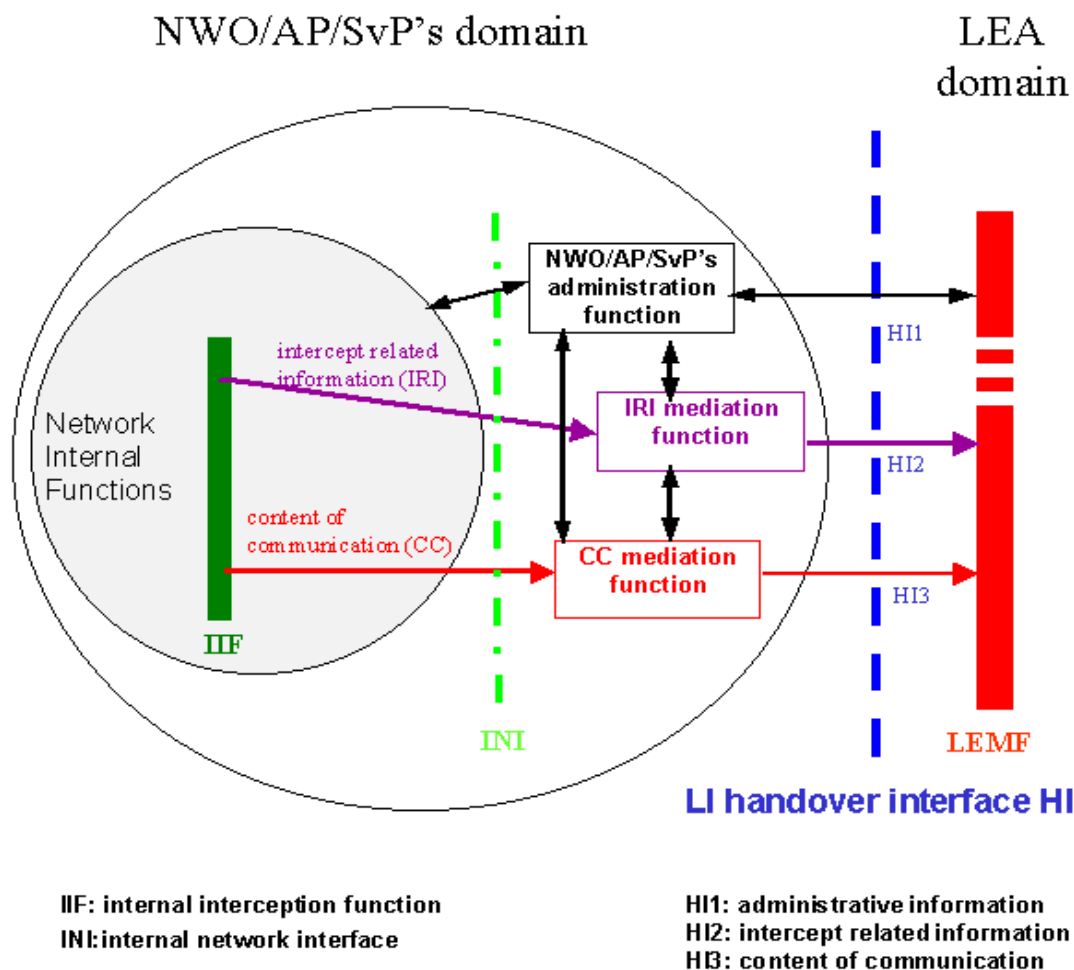 NWO/AP/SvP's domain
LEA
domain
NWO/AP/SvP's
administration
function
HI1
intercept related
information (IRI)
IRI mediation
function
HI2
Network
Internal
Functions
content of
communication (CC)
CC mediation
function
HI3
IIF
INI
LEMF
LI handover interface HI
IIF: internal interception function
INI:internal network interface
HI1: administrative information
HI2: intercept related information
HI3: content of communication